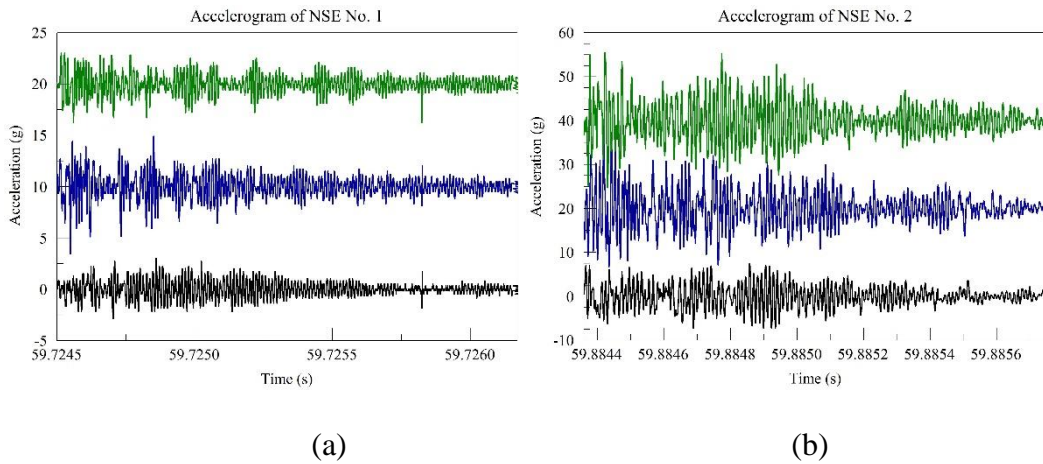 Accelerogram of NSE No. 1
25
20
15
10
5
0
-5
Acceleration (g)
59.7245 59.7250 59.7255 59.7260
Time (s)
(a)
Accelerogram of NSE No. 2
60
50
40
30
20
10
0
-10
Acceleration (g)
59.8844 59.8846 59.8848 59.8850 59.8852 59.8854 59.8856
Time (s)
(b)